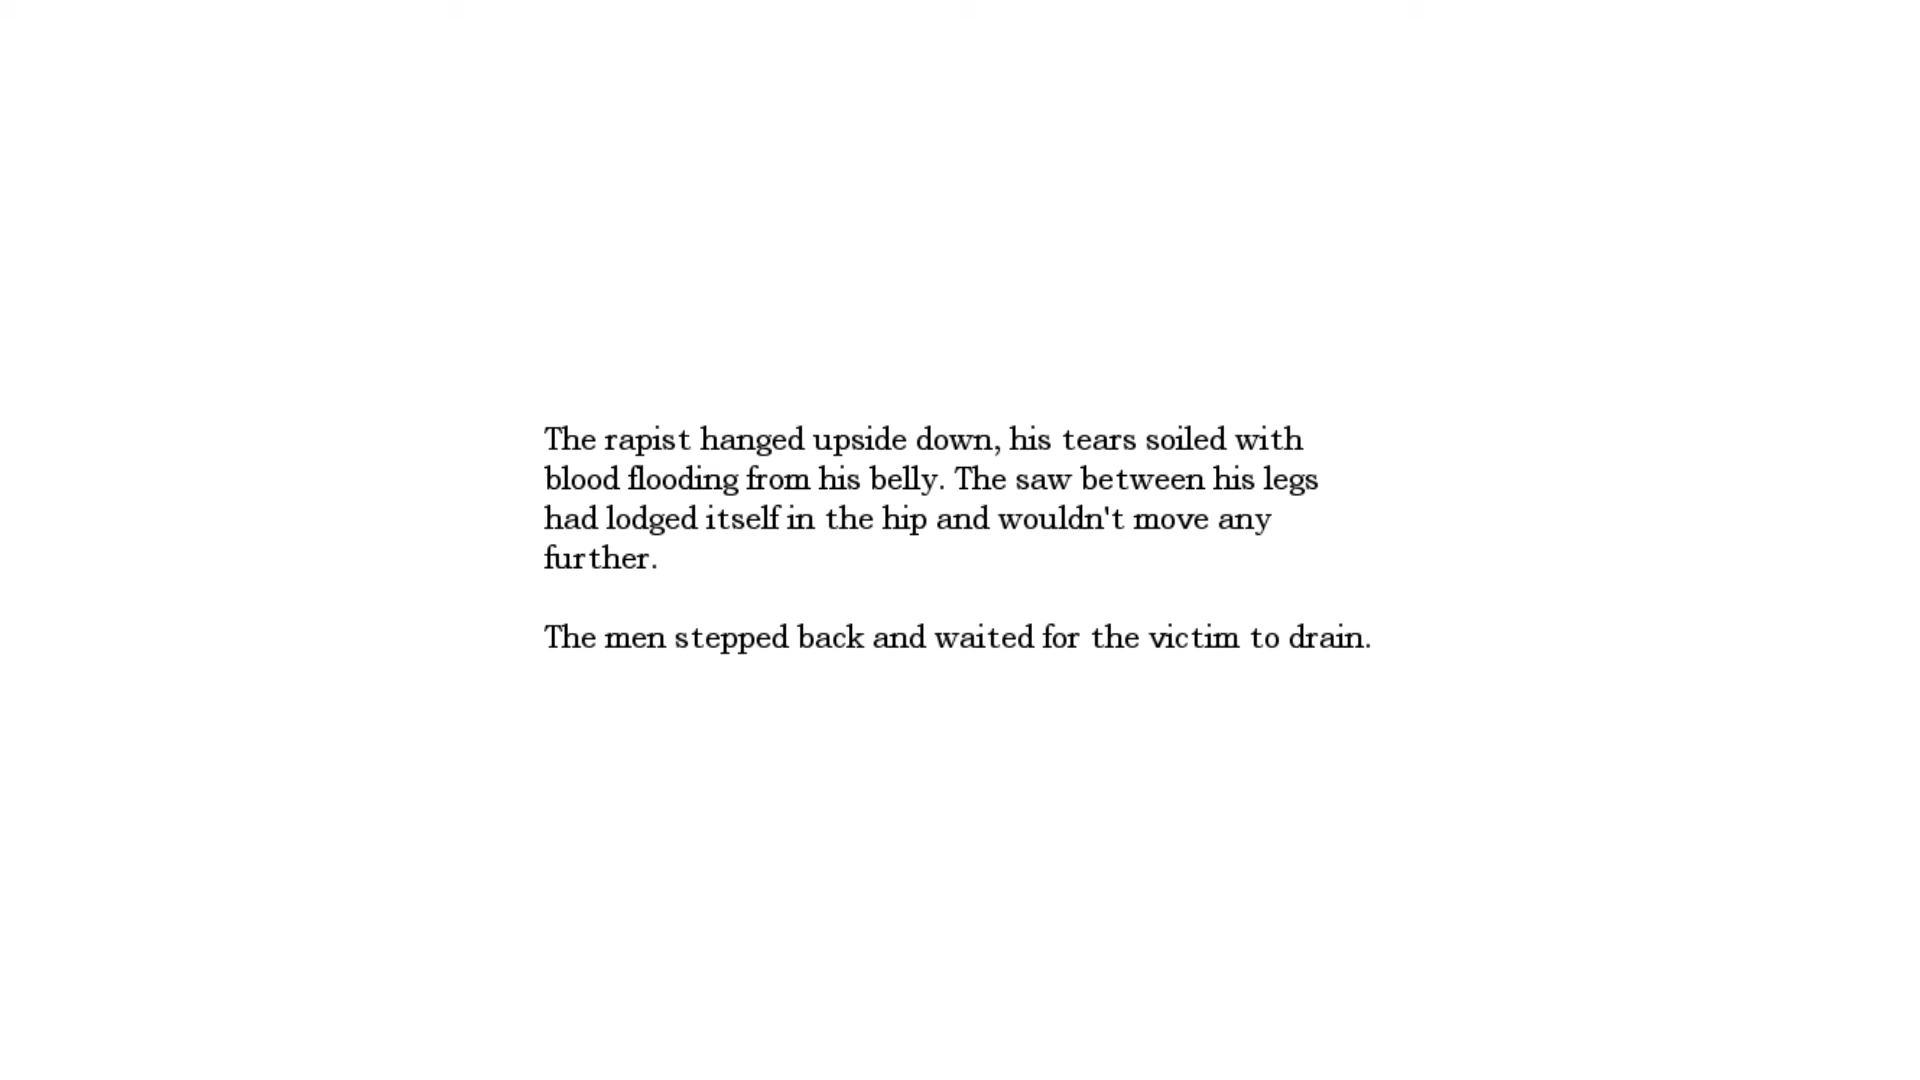 The rapist hanged upside down, his tears soiled with
blood flooding from his belly. The saw between his legs
had lodged itself in the hip and wouldn't move any
further.
The men stepped back and waited for the victim to drain.